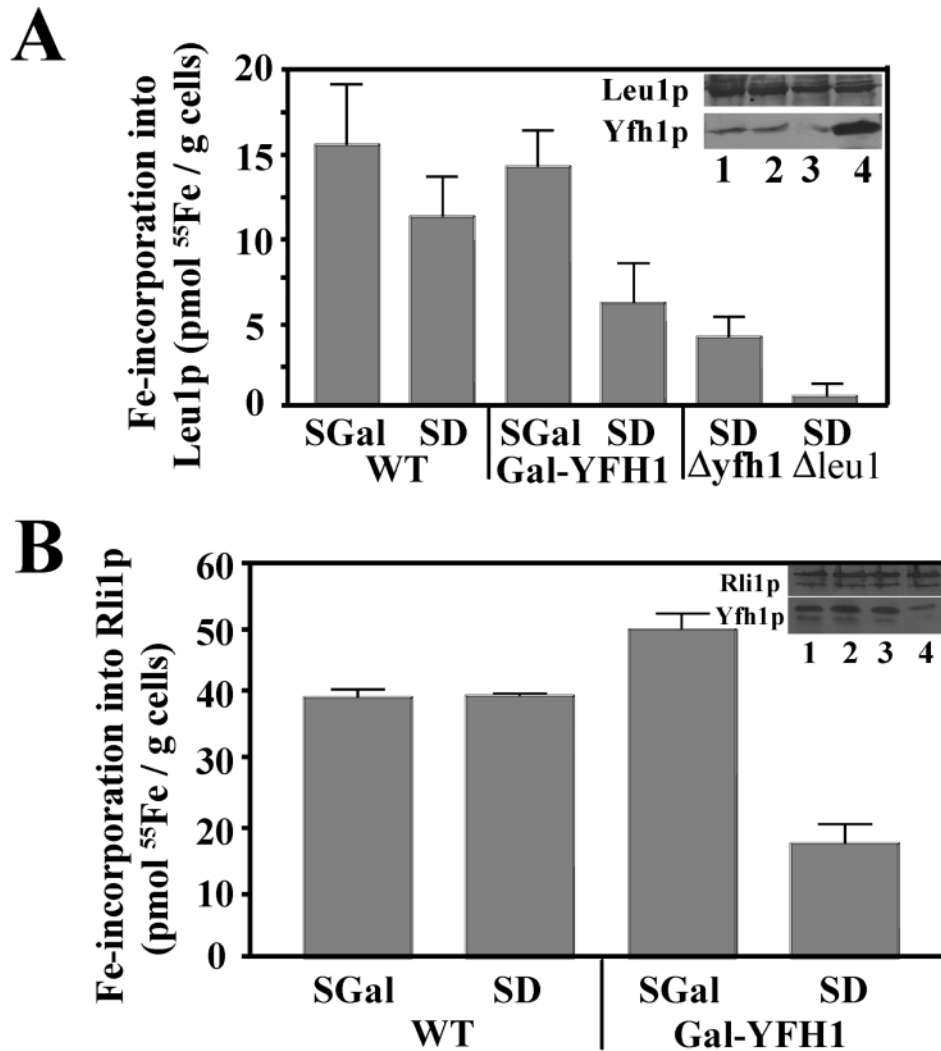 A
Fe-incorporation into
Leu1p (pmol ⁵⁵Fe / g cells)
20
15
10
5
0
Leu1p
Yfh1p
1 2 3 4
SGal SD SGal SD SD SD
WT Gal-YFH1 Δyfh1 Δleu1
B
Fe-incorporation into Rli1p
(pmol ⁵⁵Fe / g cells)
60
50
40
30
20
10
0
Rli1p
Yfh1p
1 2 3 4
SGal SD SGal SD
WT Gal-YFH1